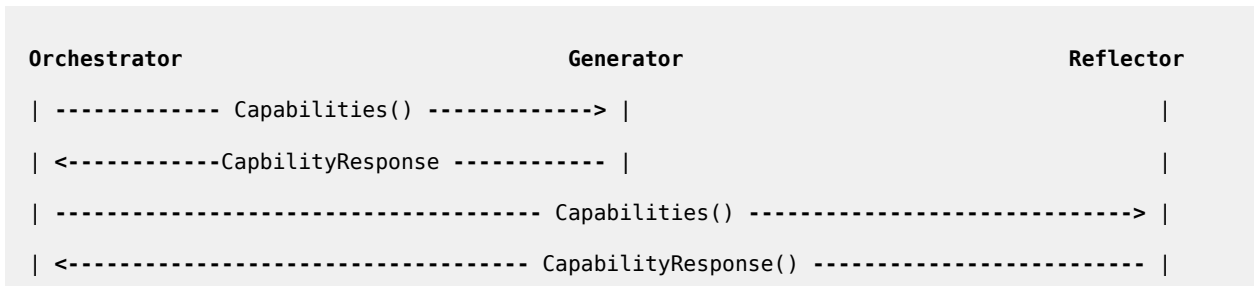 Orchestrator Generator Reflector
| ------------- Capabilities() -------------> | |
| <------------CapbilityResponse ------------ | |
| -------------------------------------- Capabilities() ------------------------------> |
| <------------------------------------ CapabilityResponse() -------------------------- |